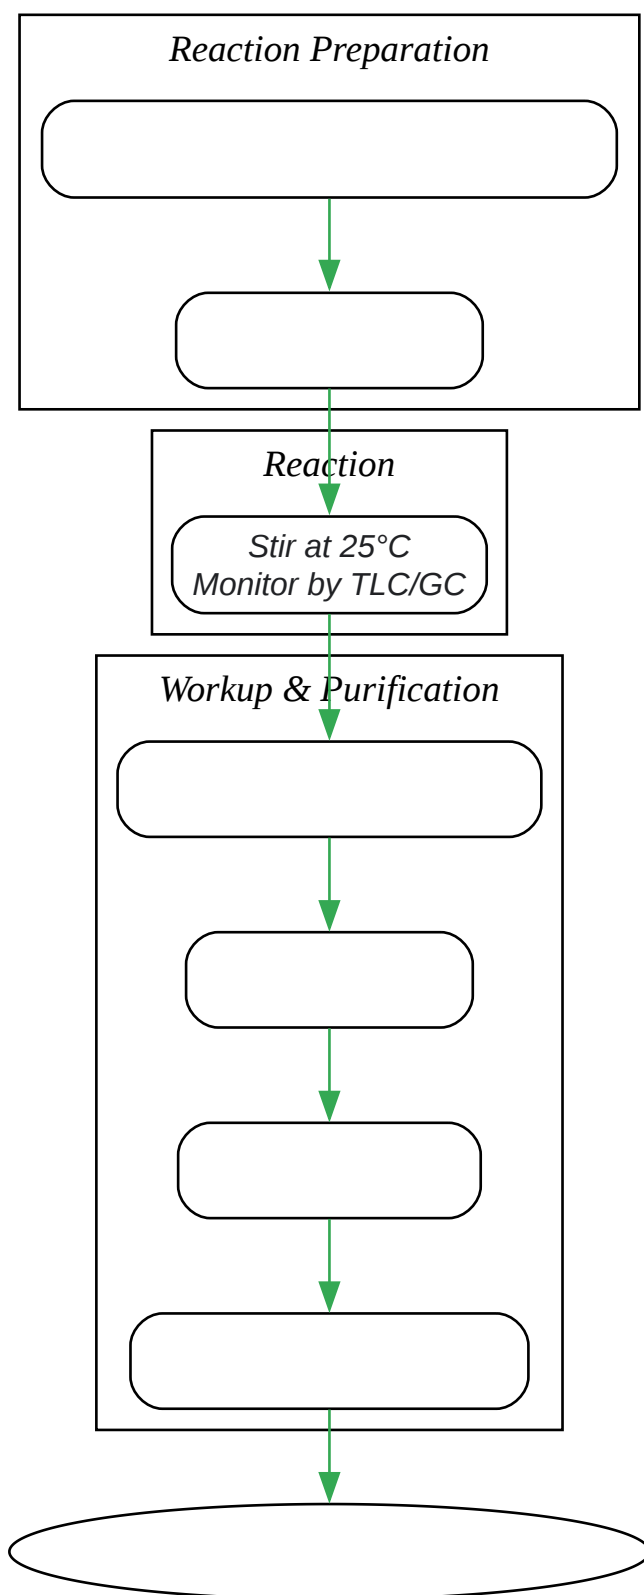 Reaction Preparation
Reaction
Stir at 25°C
Monitor by TLC/GC
Workup & Purification